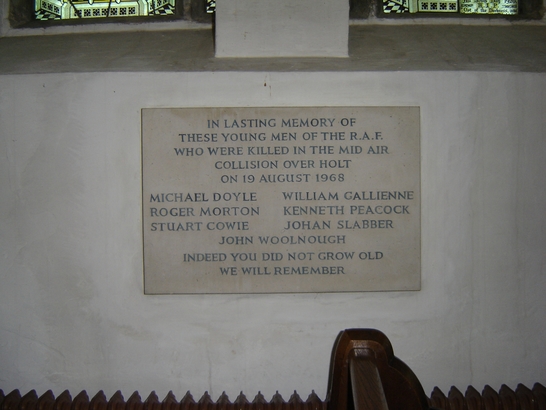 IN LASTING MEMORY OF
THESE YOUNG MEN OF THE R.A.F.
WHO WERE KILLED IN THE MID AIR
COLLISION OVER HOLT
ON 19 AUGUST 1968
MICHAEL DOYLE WILLIAM GALLIENNE
ROGER MORTON KENNETH PEACOCK
STUART COWIE JOHAN SLABBER
JOHN WOOLNOUGH
INDEED YOU DID NOT GROW OLD
WE WILL REMEMBER